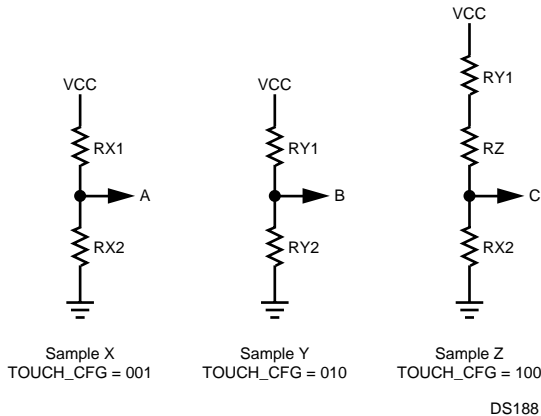 VCC
RY1
RZ
C
RX2
VCC
RX1
A
RX2
VCC
RY1
B
RY2
Sample X
TOUCH_CFG = 001
Sample Y
TOUCH_CFG = 010
Sample Z
TOUCH_CFG = 100
DS188